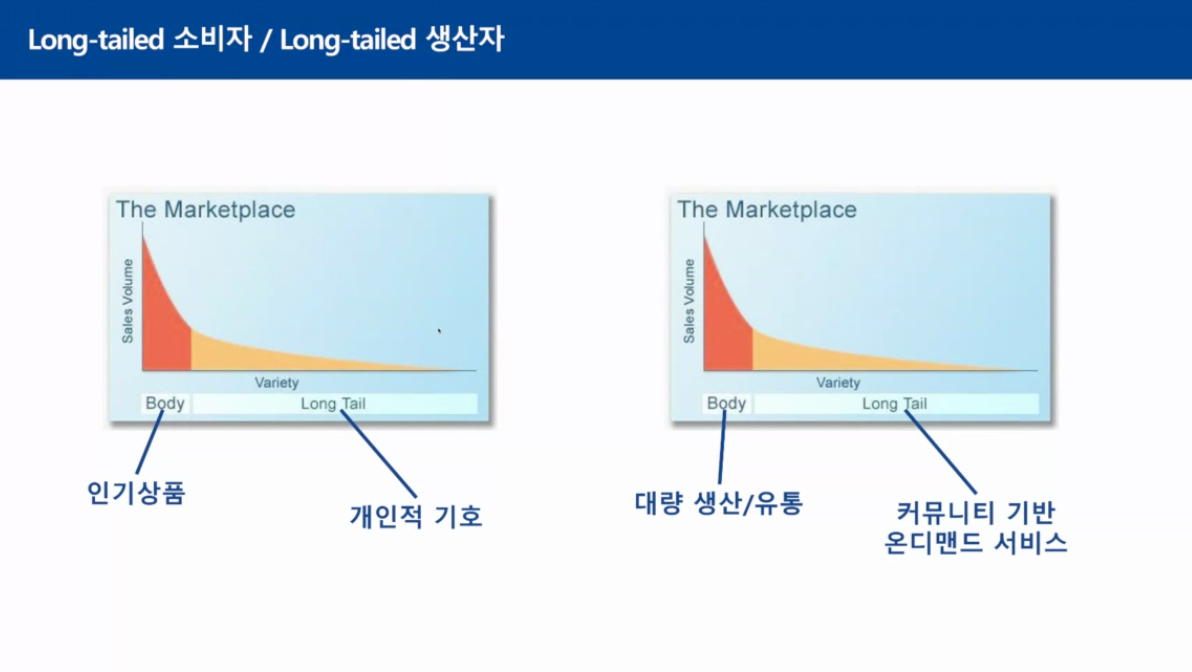 Long-tailed 소비자 / Long-tailed 생산자
The Marketplace
Sales Volume
Variety
Body
Long Tail
인기상품
개인적 기호
The Marketplace
Sales Volume
Variety
Body
Long Tail
대량 생산/유통
커뮤니티 기반
온디맨드 서비스